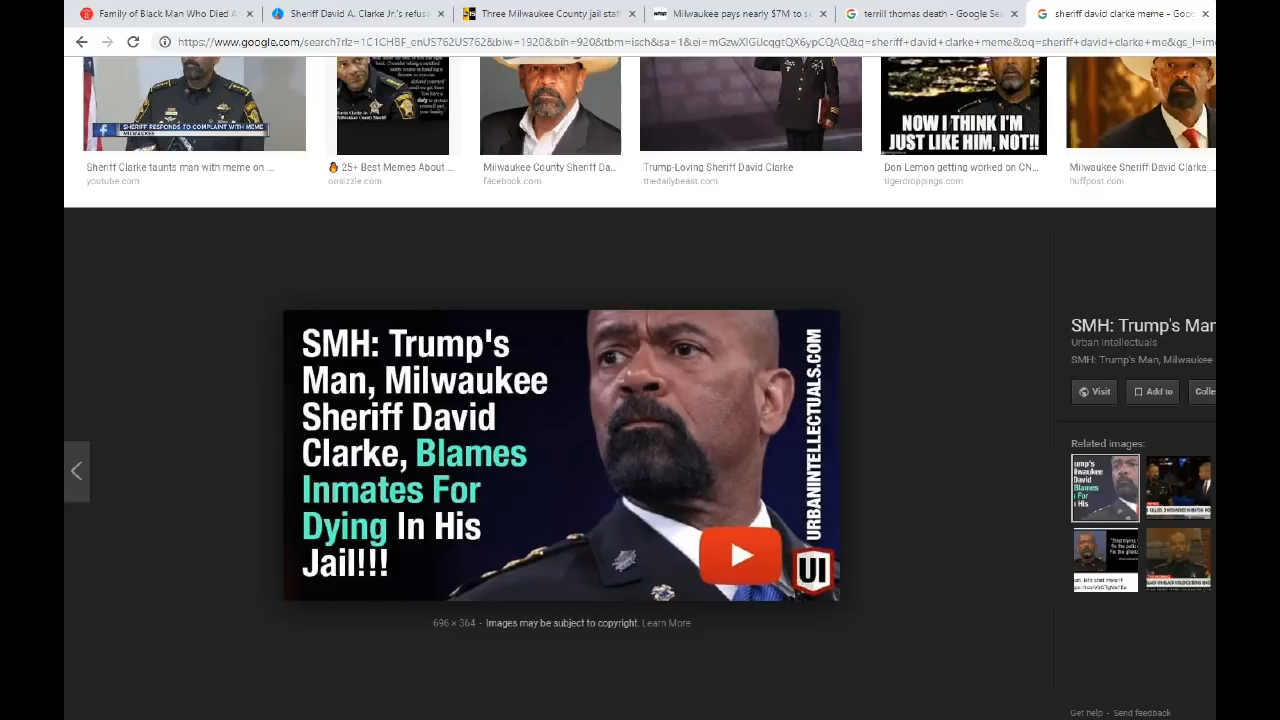 Family of Black Man Who Died A
Sheriff David A. Clarke Jr.'s refuse
Three Milwaukee County jail staf
Milwaukee pays nearly $7M to se
terrill thomas death - Google Sea
sheriff david clarke meme - Goo
SHERIFF RESPONDS TO COMPLAINT WITH MEME
MILWAUKEE
NOW I THINK I'M
JUST LIKE HIM, NOT!!
Sheriff Clarke taunts man with meme on ...
youtube.com
25+ Best Memes About ...
onsizzle.com
Milwaukee County Sheriff Da...
facebook.com
Trump-Loving Sheriff David Clarke
thedailybeast.com
Don Lemon getting worked on CN...
tigerdroppings.com
Milwaukee Sheriff David Clarke ...
huffpost.com
SMH: Trump's
Man, Milwaukee
Sheriff David
Clarke, Blames
Inmates For
Dying In His
Jail!!!
URBANINTELLECTUALS.COM
UI
696 × 364 - Images may be subject to copyright. Learn More
SMH: Trump's Man
Urban Intellectuals
SMH: Trump's Man, Milwaukee
Visit
Add to
Colle
Related images:
Get help - Send feedback